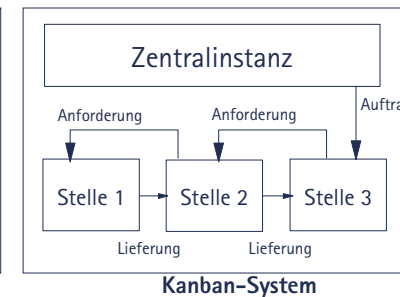 Zentralinstanz
Anforderung
Anforderung
Auftra
Stelle 1
Stelle 2
Stelle 3
Lieferung
Lieferung
Kanban-System